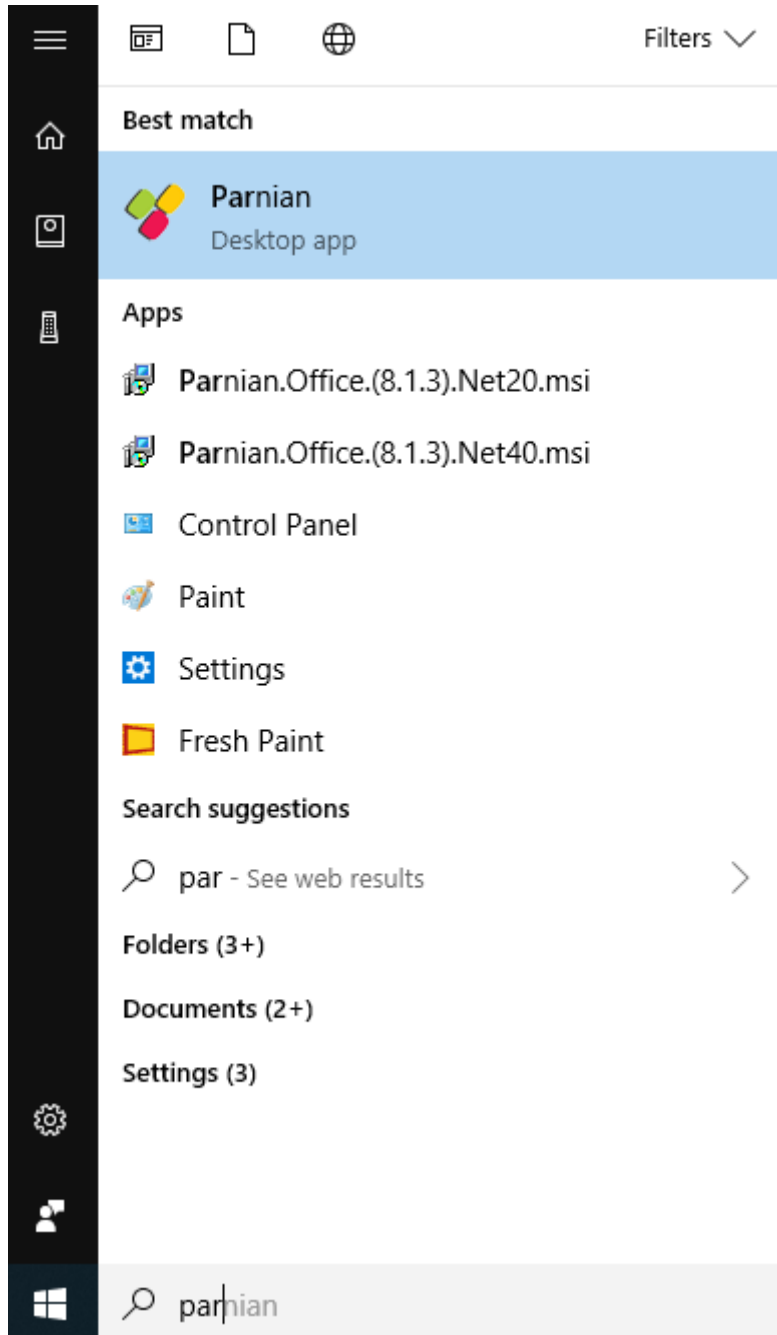 Filters
Best match
Parnian
Desktop app
Apps
Parnian.Office.(8.1.3).Net20.msi
Parnian.Office.(8.1.3).Net40.msi
Control Panel
Paint
Settings
Fresh Paint
Search suggestions
par - See web results
Folders (3+)
Documents (2+)
Settings (3)
parnian